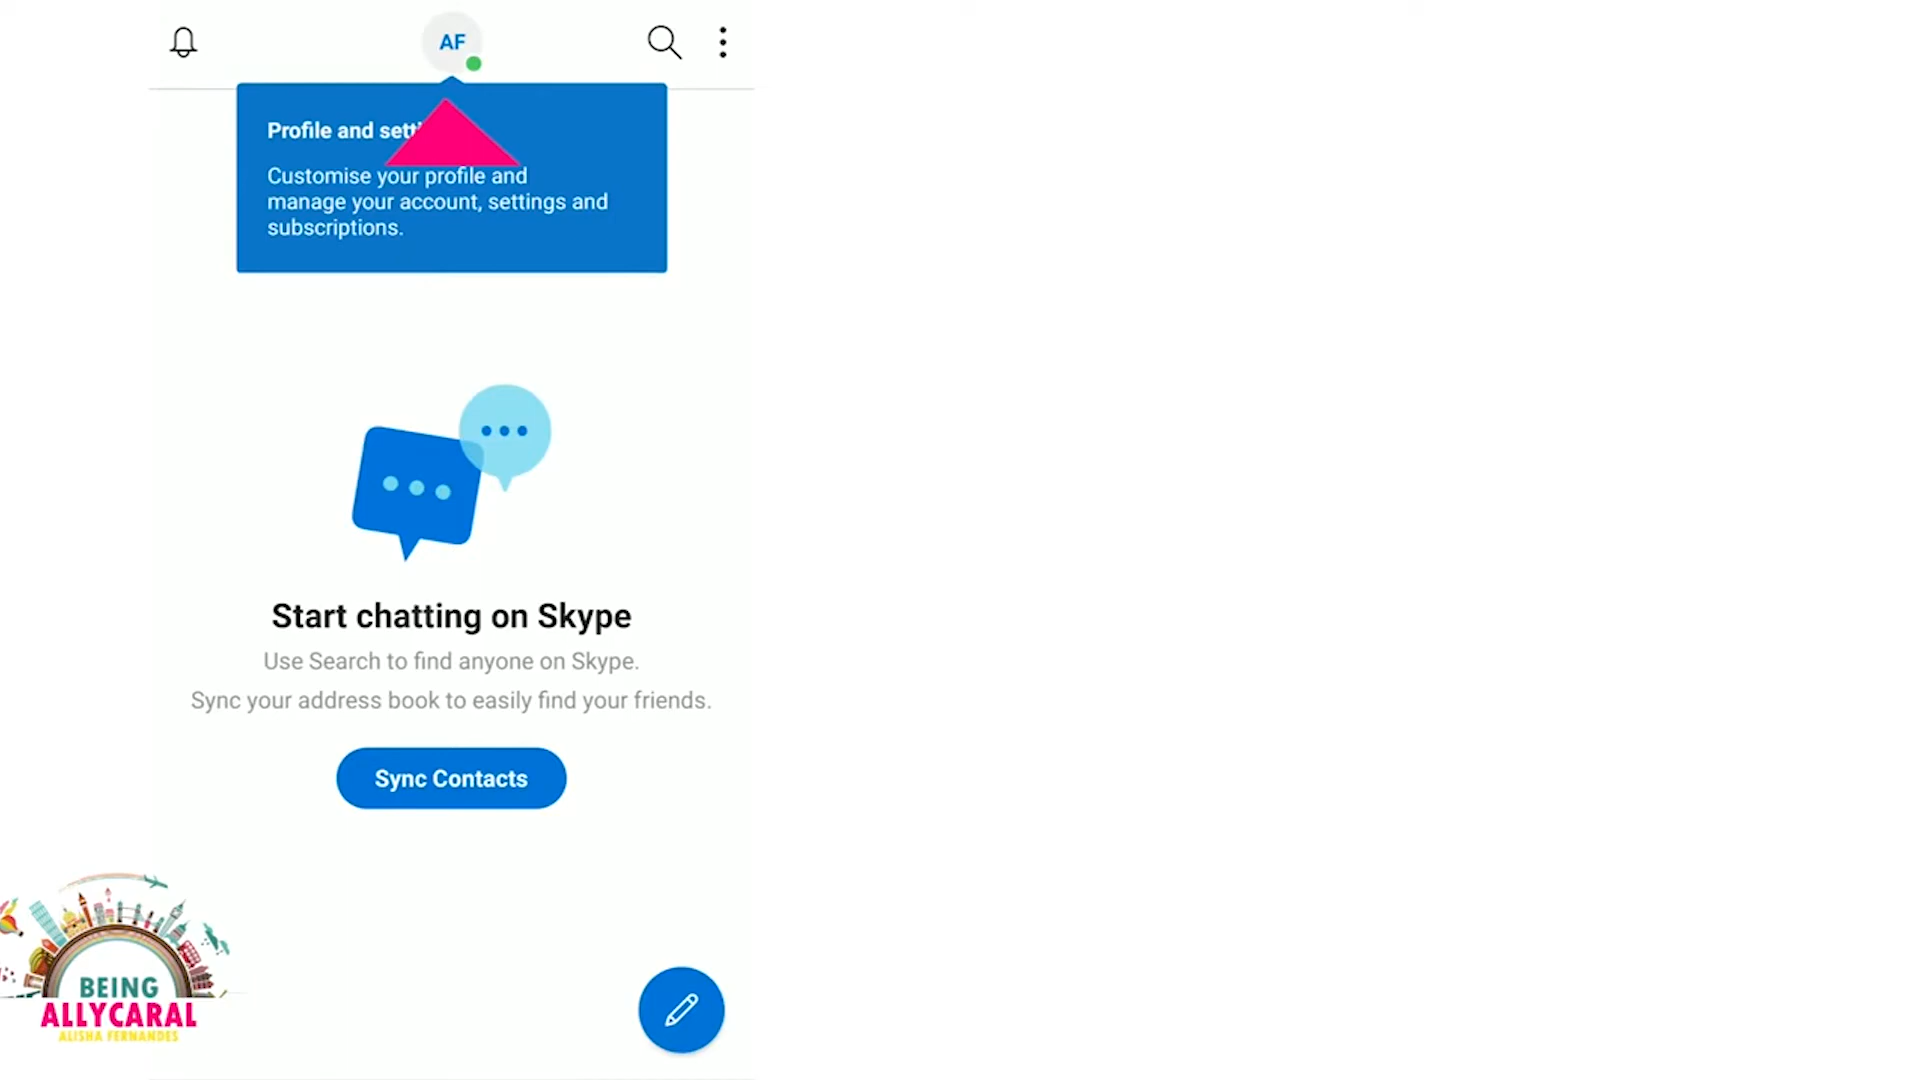 AF
Profile and setti
Customise your profile and
manage your account, settings and
subscriptions.
Start chatting on Skype
Use Search to find anyone on Skype.
Sync your address book to easily find your friends.
Sync Contacts
BEING
ALLYCARAL
ALISHA FERNANDES